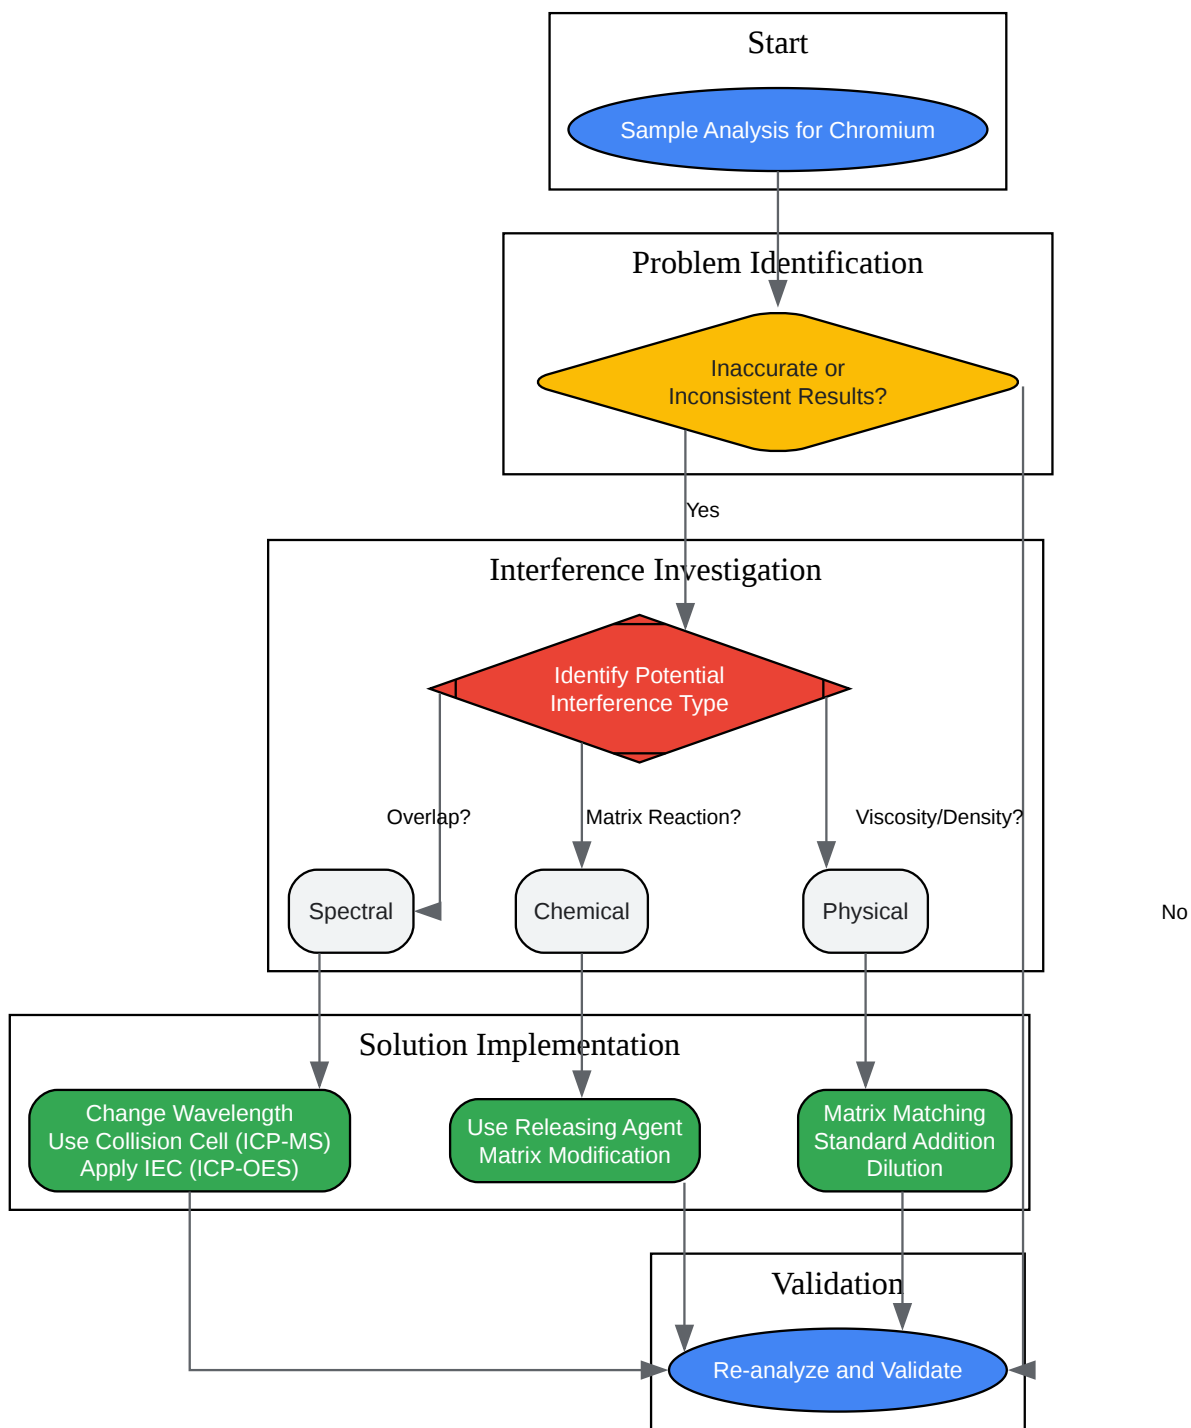 Start
Sample Analysis for Chromium
Problem Identification
Inaccurate or
Inconsistent Results?
Yes
Interference Investigation
Identify Potential
Interference Type
Overlap?
Matrix Reaction?
Viscosity/Density?
Spectral
Chemical
Physical
No
Solution Implementation
Change Wavelength
Use Collision Cell (ICP-MS)
Apply IEC (ICP-OES)
Use Releasing Agent
Matrix Modification
Matrix Matching
Standard Addition
Dilution
Validation
Re-analyze and Validate